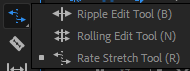 Ripple Edit Tool (B)
Rolling Edit Tool (N)
Rate Stretch Tool (R)